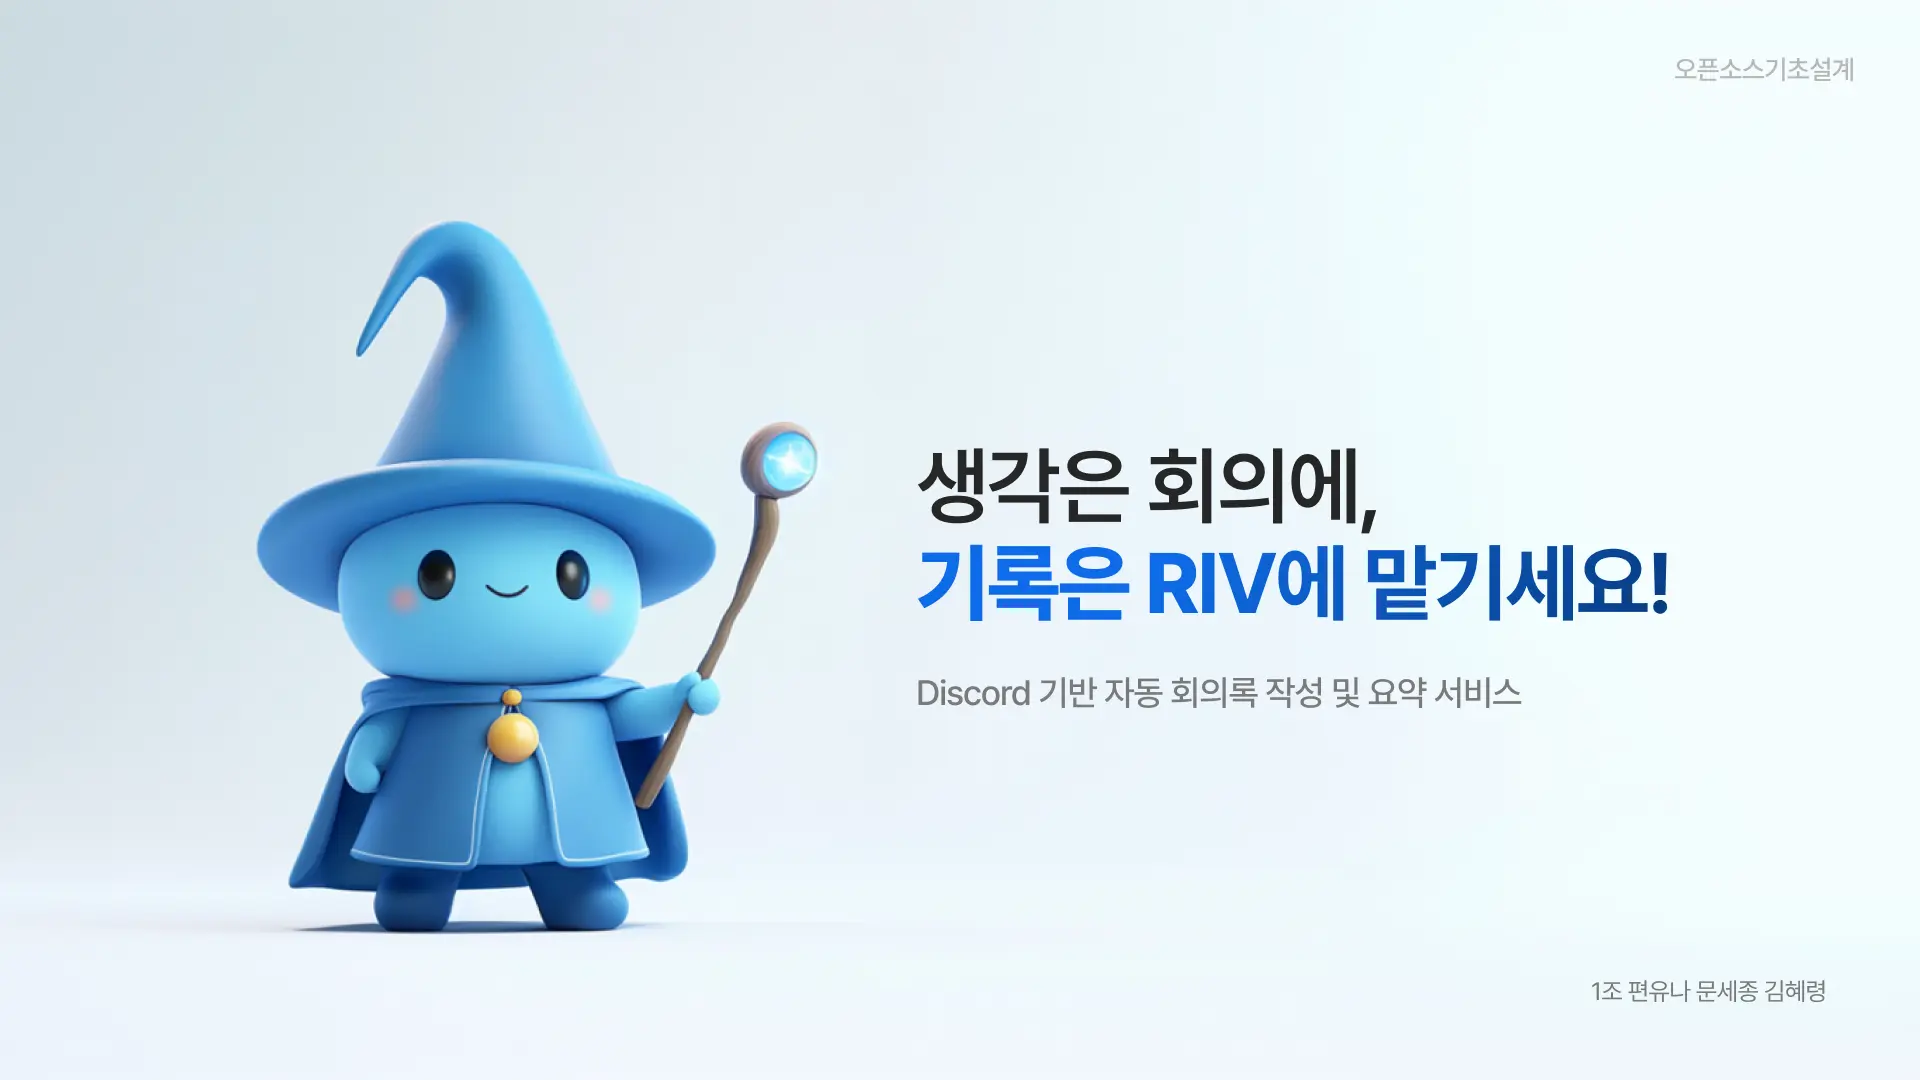 오픈소스기초설계
생각은 회의에,
기록은 RIV에 맡기세요!
Discord 기반 자동 회의록 작성 및 요약 서비스
1조 편유나 문세종 김혜령